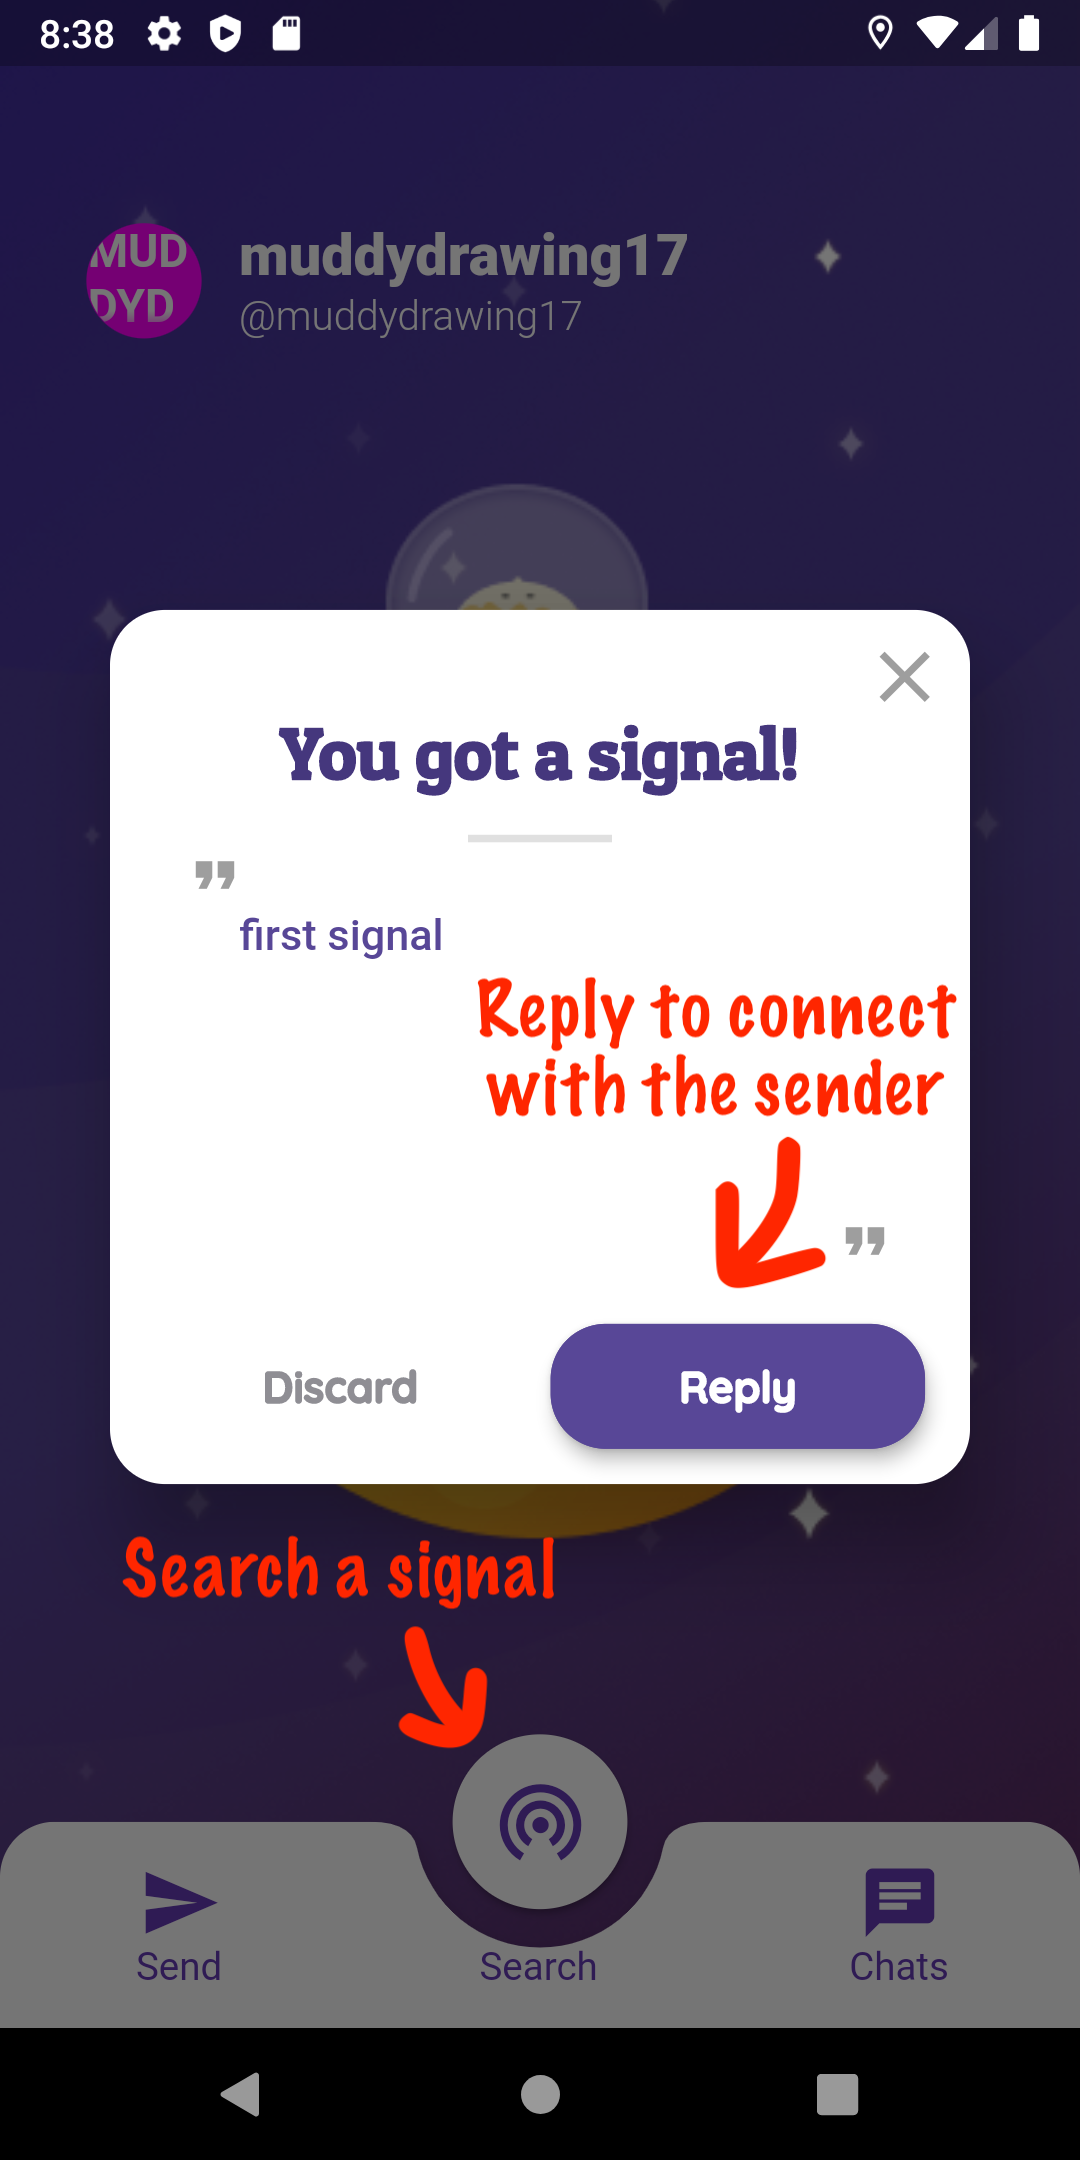 8:38
MUD
DYD
muddydrawing17
@muddydrawing17
You got a signal!
”
first signal
Reply to connect
with the sender
”
Discard
Reply
Search a signal
Send
Search
Chats